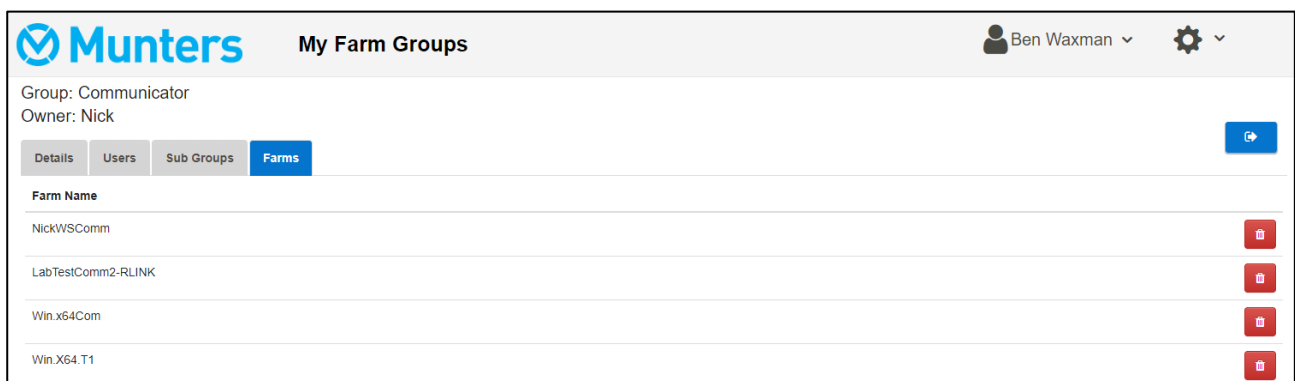 Munters My Farm Groups Ben Waxman
Group: Communicator
Owner: Nick
Details Users Sub Groups Farms
Farm Name
NickWSComm
LabTestComm2-RLINK
Win.x64Com
Win.X64.T1